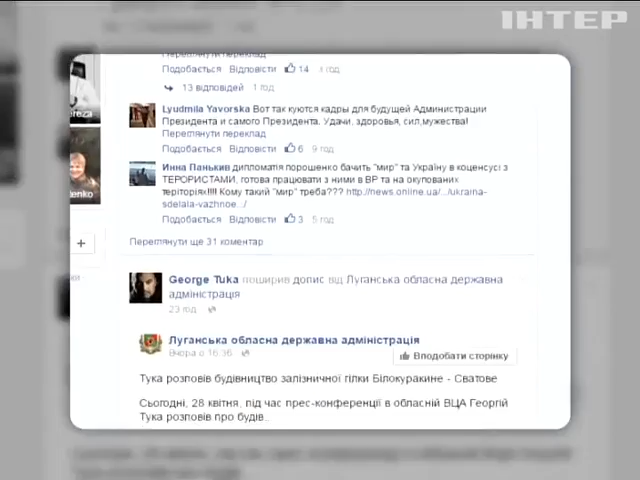 ІНТЕР
Переглянути переклад
Подобається Відповісти 14 1 год
13 відповідей 1 год
Lyudmila Yavorska Вот так куются кадры для будущей Администрации
Президента и самого Президента. Удачи, здоровья, сил,мужества!
Переглянути переклад
Подобається Відповісти 6 9 год
Инна Панькив дипломатія порошенко бачить "мир" та Україну в коценсусі з
ТЕРОРИСТАМИ, готова працювати з ними в ВР та на окупованих
теріторіях!!!! Кому такий "мир" треба??? http://news.online.ua/.../ukraina-
sdelala-vazhnoe.../
Подобається Відповісти 3 5 год
Переглянути ще 31 коментар
George Tuka поширив допис від Луганська обласна державна
адміністрація
23 год
Луганська обласна державна адміністрація
Вчора о 16:36
Вподобати сторінку
Тука розповів будівництво залізничної гілки Білокуракине - Сватове
Сьогодні, 28 квітня, під час прес-конференції в обласній ВЦА Георгій
Тука розповів про будів...